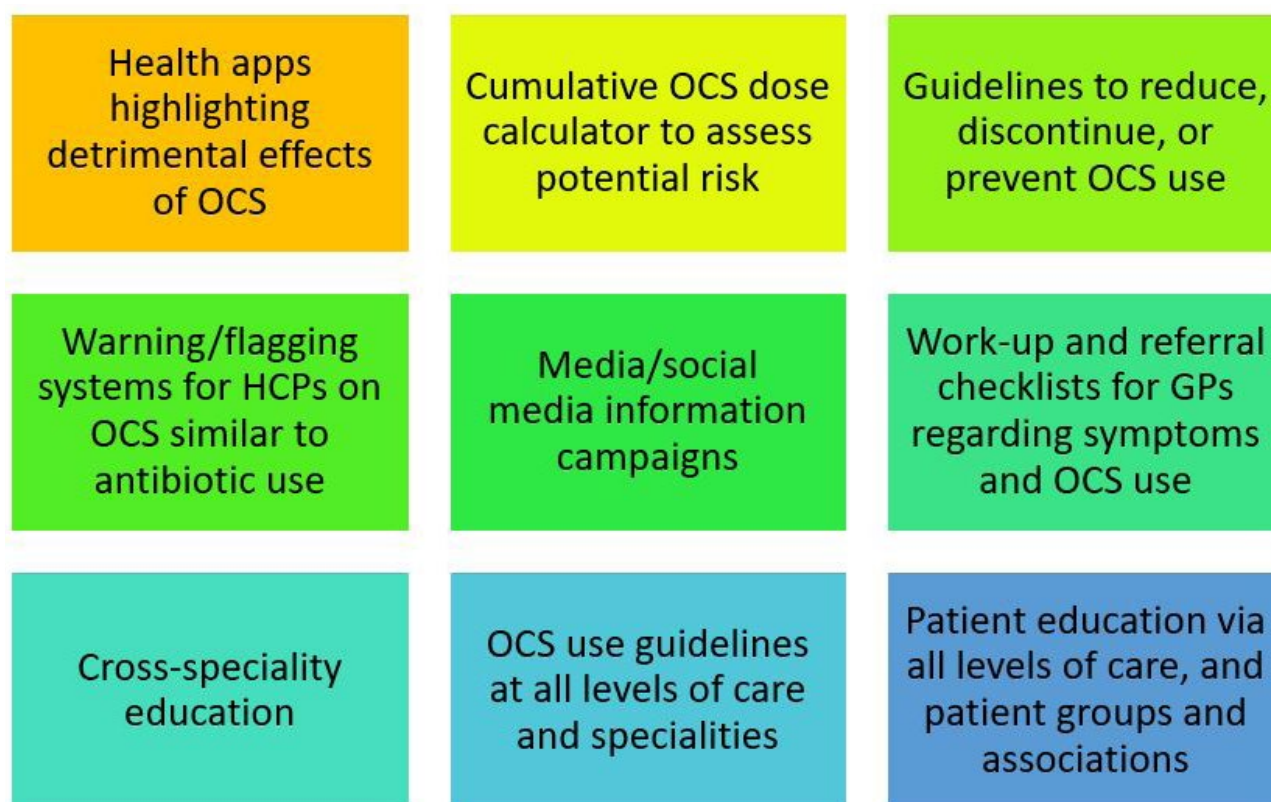 Health apps
highlighting
detrimental effects
of OCS
Cumulative OCS dose
calculator to assess
potential risk
Guidelines to reduce,
discontinue, or
prevent OCS use
Warning/flagging
systems for HCPs on
OCS similar to
antibiotic use
Media/social
media information
campaigns
Work-up and referral
checklists for GPs
regarding symptoms
and OCS use
Cross-speciality
education
OCS use guidelines
at all levels of care
and specialities
Patient education via
all levels of care, and
patient groups and
associations